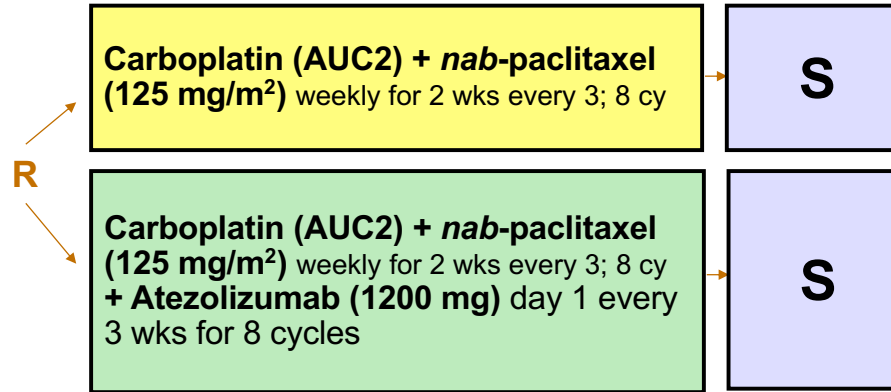 Carboplatin (AUC2) + nab-paclitaxel
(125 mg/m²) weekly for 2 wks every 3; 8 cy
S
R
Carboplatin (AUC2) + nab-paclitaxel
(125 mg/m²) weekly for 2 wks every 3; 8 cy
+ Atezolizumab (1200 mg) day 1 every
3 wks for 8 cycles
S